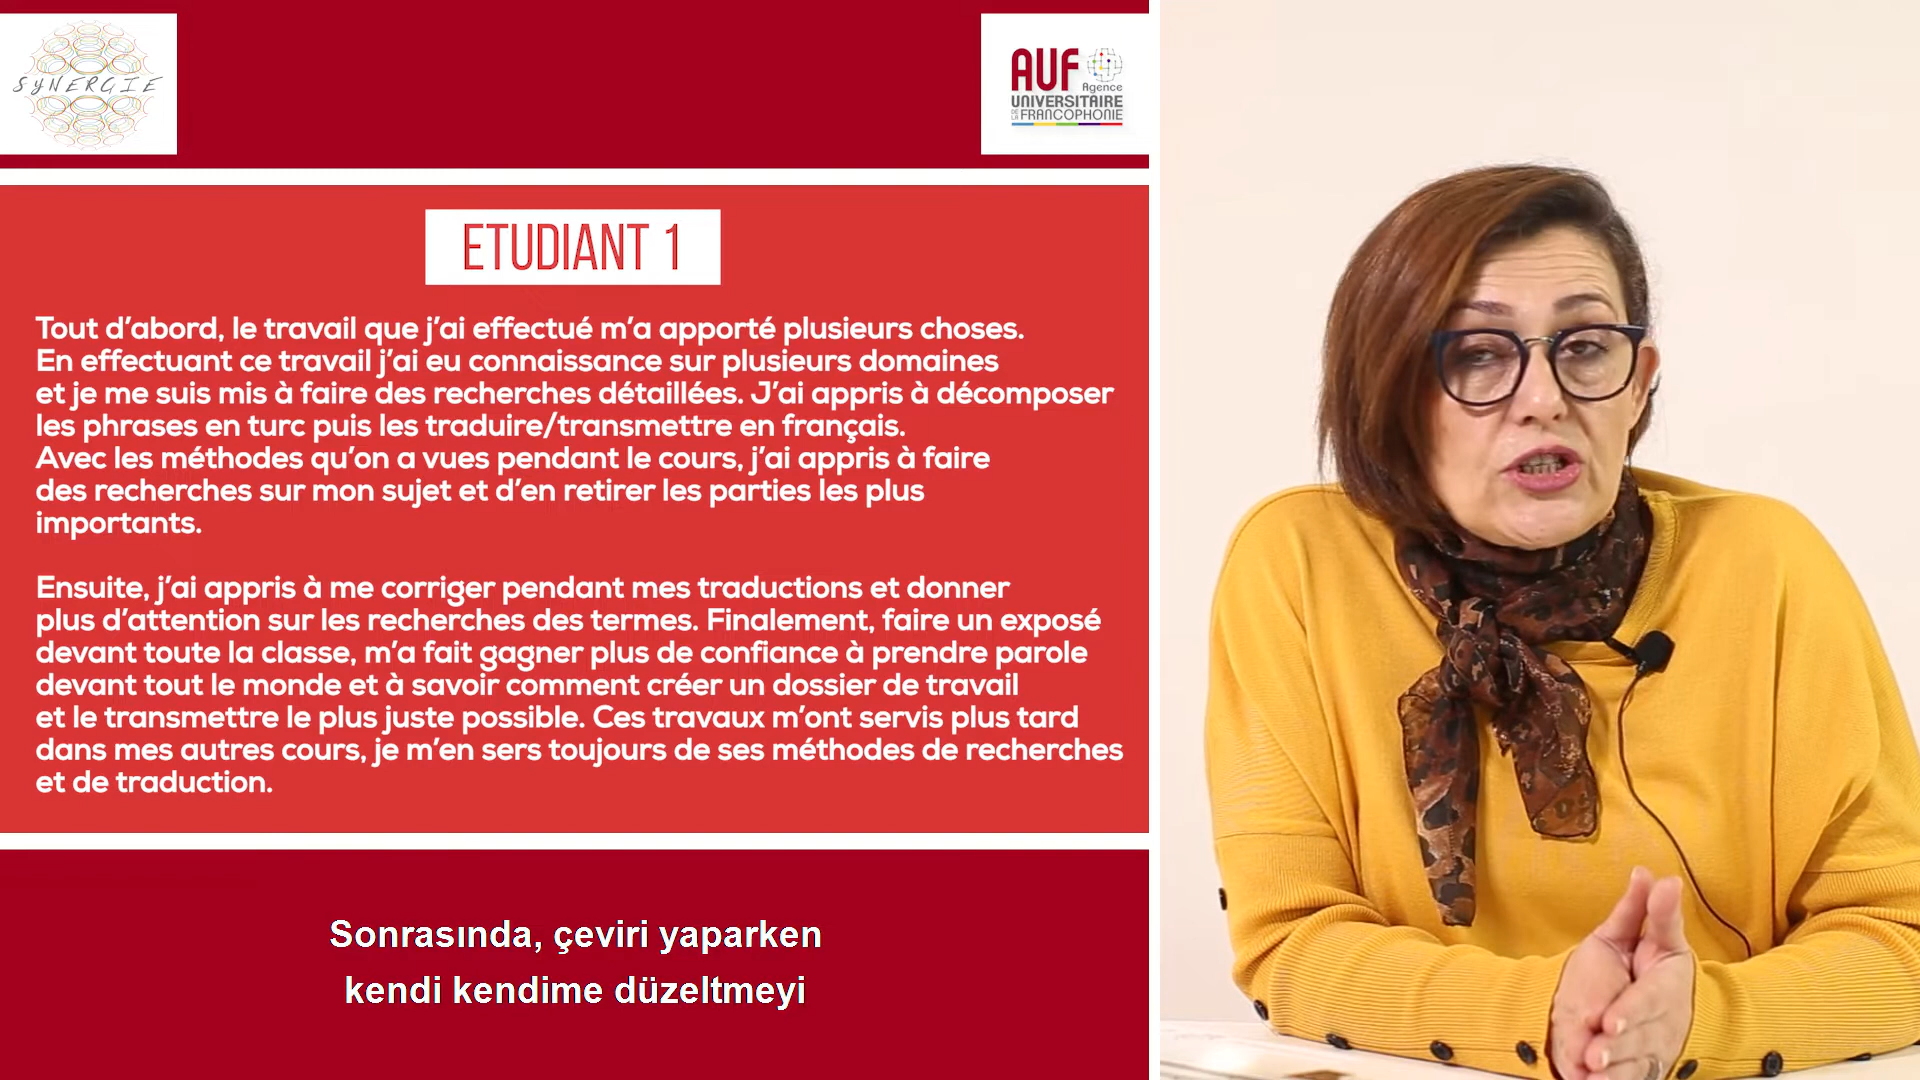 SYNERGIE
AUF
Agence
UNIVERSITAIRE
DE LA FRANCOPHONIE
ETUDIANT 1
Tout d'abord, le travail que j'ai effectué m'a apporté plusieurs choses.
En effectuant ce travail j'ai eu connaissance sur plusieurs domaines
et je me suis mis à faire des recherches détaillées. J'ai appris à décomposer
les phrases en turc puis les traduire/transmettre en français.
Avec les méthodes qu'on a vues pendant le cours, j'ai appris à faire
des recherches sur mon sujet et d'en retirer les parties les plus
importants.
Ensuite, j'ai appris à me corriger pendant mes traductions et donner
plus d'attention sur les recherches des termes. Finalement, faire un exposé
devant toute la classe, m'a fait gagner plus de confiance à prendre parole
devant tout le monde et à savoir comment créer un dossier de travail
et le transmettre le plus juste possible. Ces travaux m'ont servis plus tard
dans mes autres cours, je m'en sers toujours de ses méthodes de recherches
et de traduction.
Sonrasında, çeviri yaparken
kendi kendime düzeltmeyi